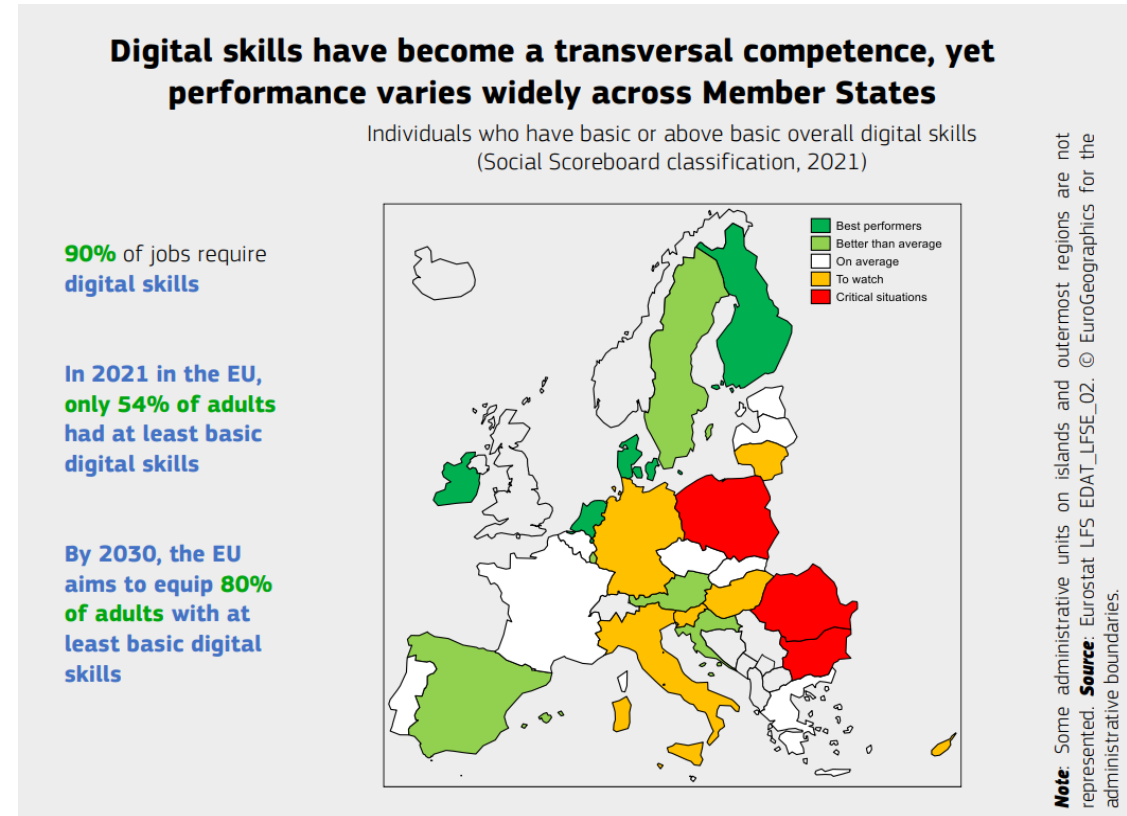 Digital skills have become a transversal competence, yet
performance varies widely across Member States
Individuals who have basic or above basic overall digital skills
(Social Scoreboard classification, 2021)
90% of jobs require
digital skills
In 2021 in the EU,
only 54% of adults
had at least basic
digital skills
By 2030, the EU
aims to equip 80%
of adults with at
least basic digital
skills
Best performers
Better than average
On average
To watch
Critical situations
Note: Some administrative units on islands and outermost regions are not
represented. Source: Eurostat LFS EDAT_LFSE_02. © EuroGeographics for the
administrative boundaries.